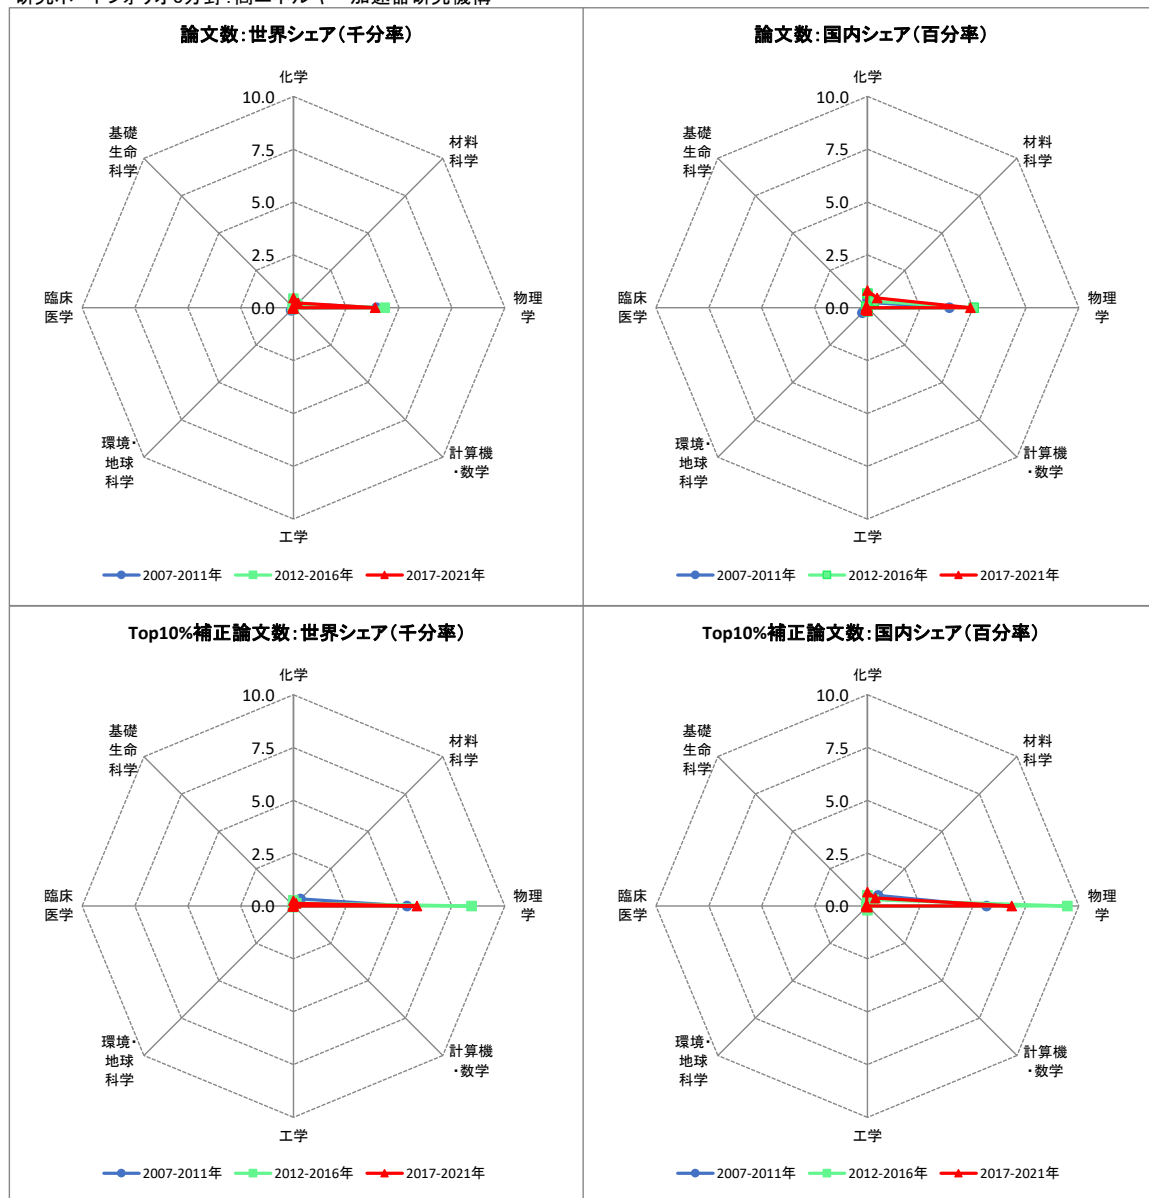 論文数:世界シェア(千分率)
化学
10.0
7.5
5.0
2.5
0.0
基礎
生命
科学
材料
科学
臨床
医学
物理
学
環境・
地球
科学
計算機
・数学
工学
2007-2011年
2012-2016年
2017-2021年
論文数:国内シェア(百分率)
化学
10.0
7.5
5.0
2.5
0.0
基礎
生命
科学
材料
科学
臨床
医学
物理
学
環境・
地球
科学
計算機
・数学
工学
2007-2011年
2012-2016年
2017-2021年
Top10%補正論文数:世界シェア(千分率)
化学
10.0
7.5
5.0
2.5
0.0
基礎
生命
科学
材料
科学
臨床
医学
物理
学
環境・
地球
科学
計算機
・数学
工学
2007-2011年
2012-2016年
2017-2021年
Top10%補正論文数:国内シェア(百分率)
化学
10.0
7.5
5.0
2.5
0.0
基礎
生命
科学
材料
科学
臨床
医学
物理
学
環境・
地球
科学
計算機
・数学
工学
2007-2011年
2012-2016年
2017-2021年